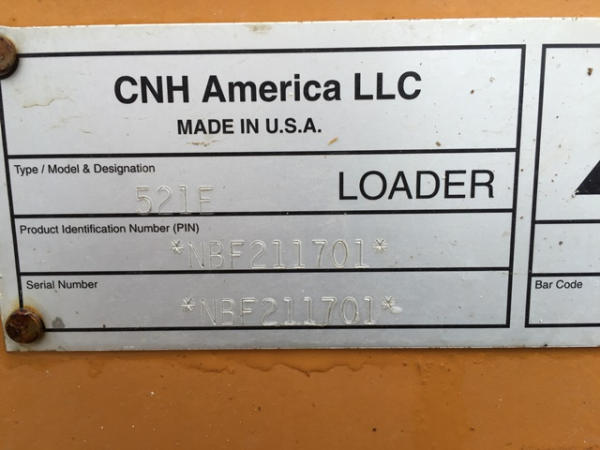 CNH America LLC
MADE IN U.S.A.
Type / Model & Designation
521E LOADER
Product Identification Number (PIN)
*NBF211701*
Serial Number
*NBF211701*
Bar Code